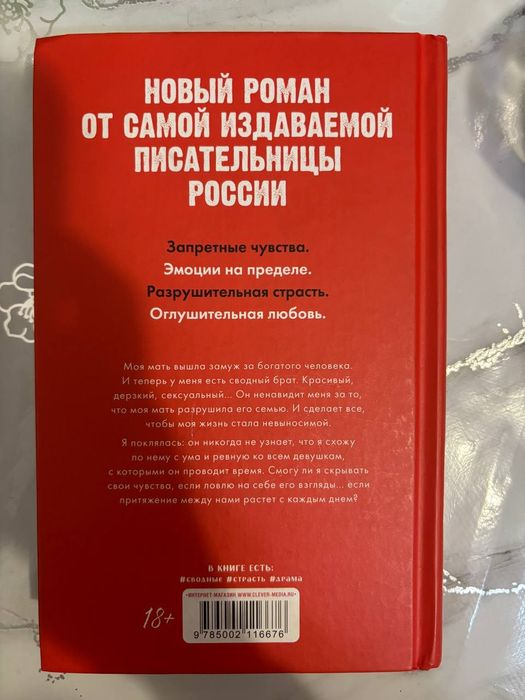 НОВЫЙ РОМАН
ОТ САМОЙ ИЗДАВАЕМОЙ
ПИСАТЕЛЬНИЦЫ
РОССИИ
Запретные чувства.
Эмоции на пределе.
Разрушительная страсть.
Оглушительная любовь.
Моя мать вышла замуж за богатого человека.
И теперь у меня есть сводный брат. Красивый,
дерзкий, сексуальный... Он ненавидит меня за то,
что моя мать разрушила его семью. И сделает все,
чтобы моя жизнь стала невыносимой.
Я поклялась: он никогда не узнает, что я схожу
по нему с ума и ревную ко всем девушкам,
с которыми он проводит время. Смогу ли я скрывать
свои чувства, если ловлю на себе его взгляды... если
притяжение между нами растет с каждым днем?
В КНИГЕ ЕСТЬ:
#СВОДНЫЕ #СТРАСТЬ #ДРАМА
•ИНТЕРНЕТ-МАГАЗИН WWW.CLEVER-MEDIA.RU•
18+
9 785002 116676